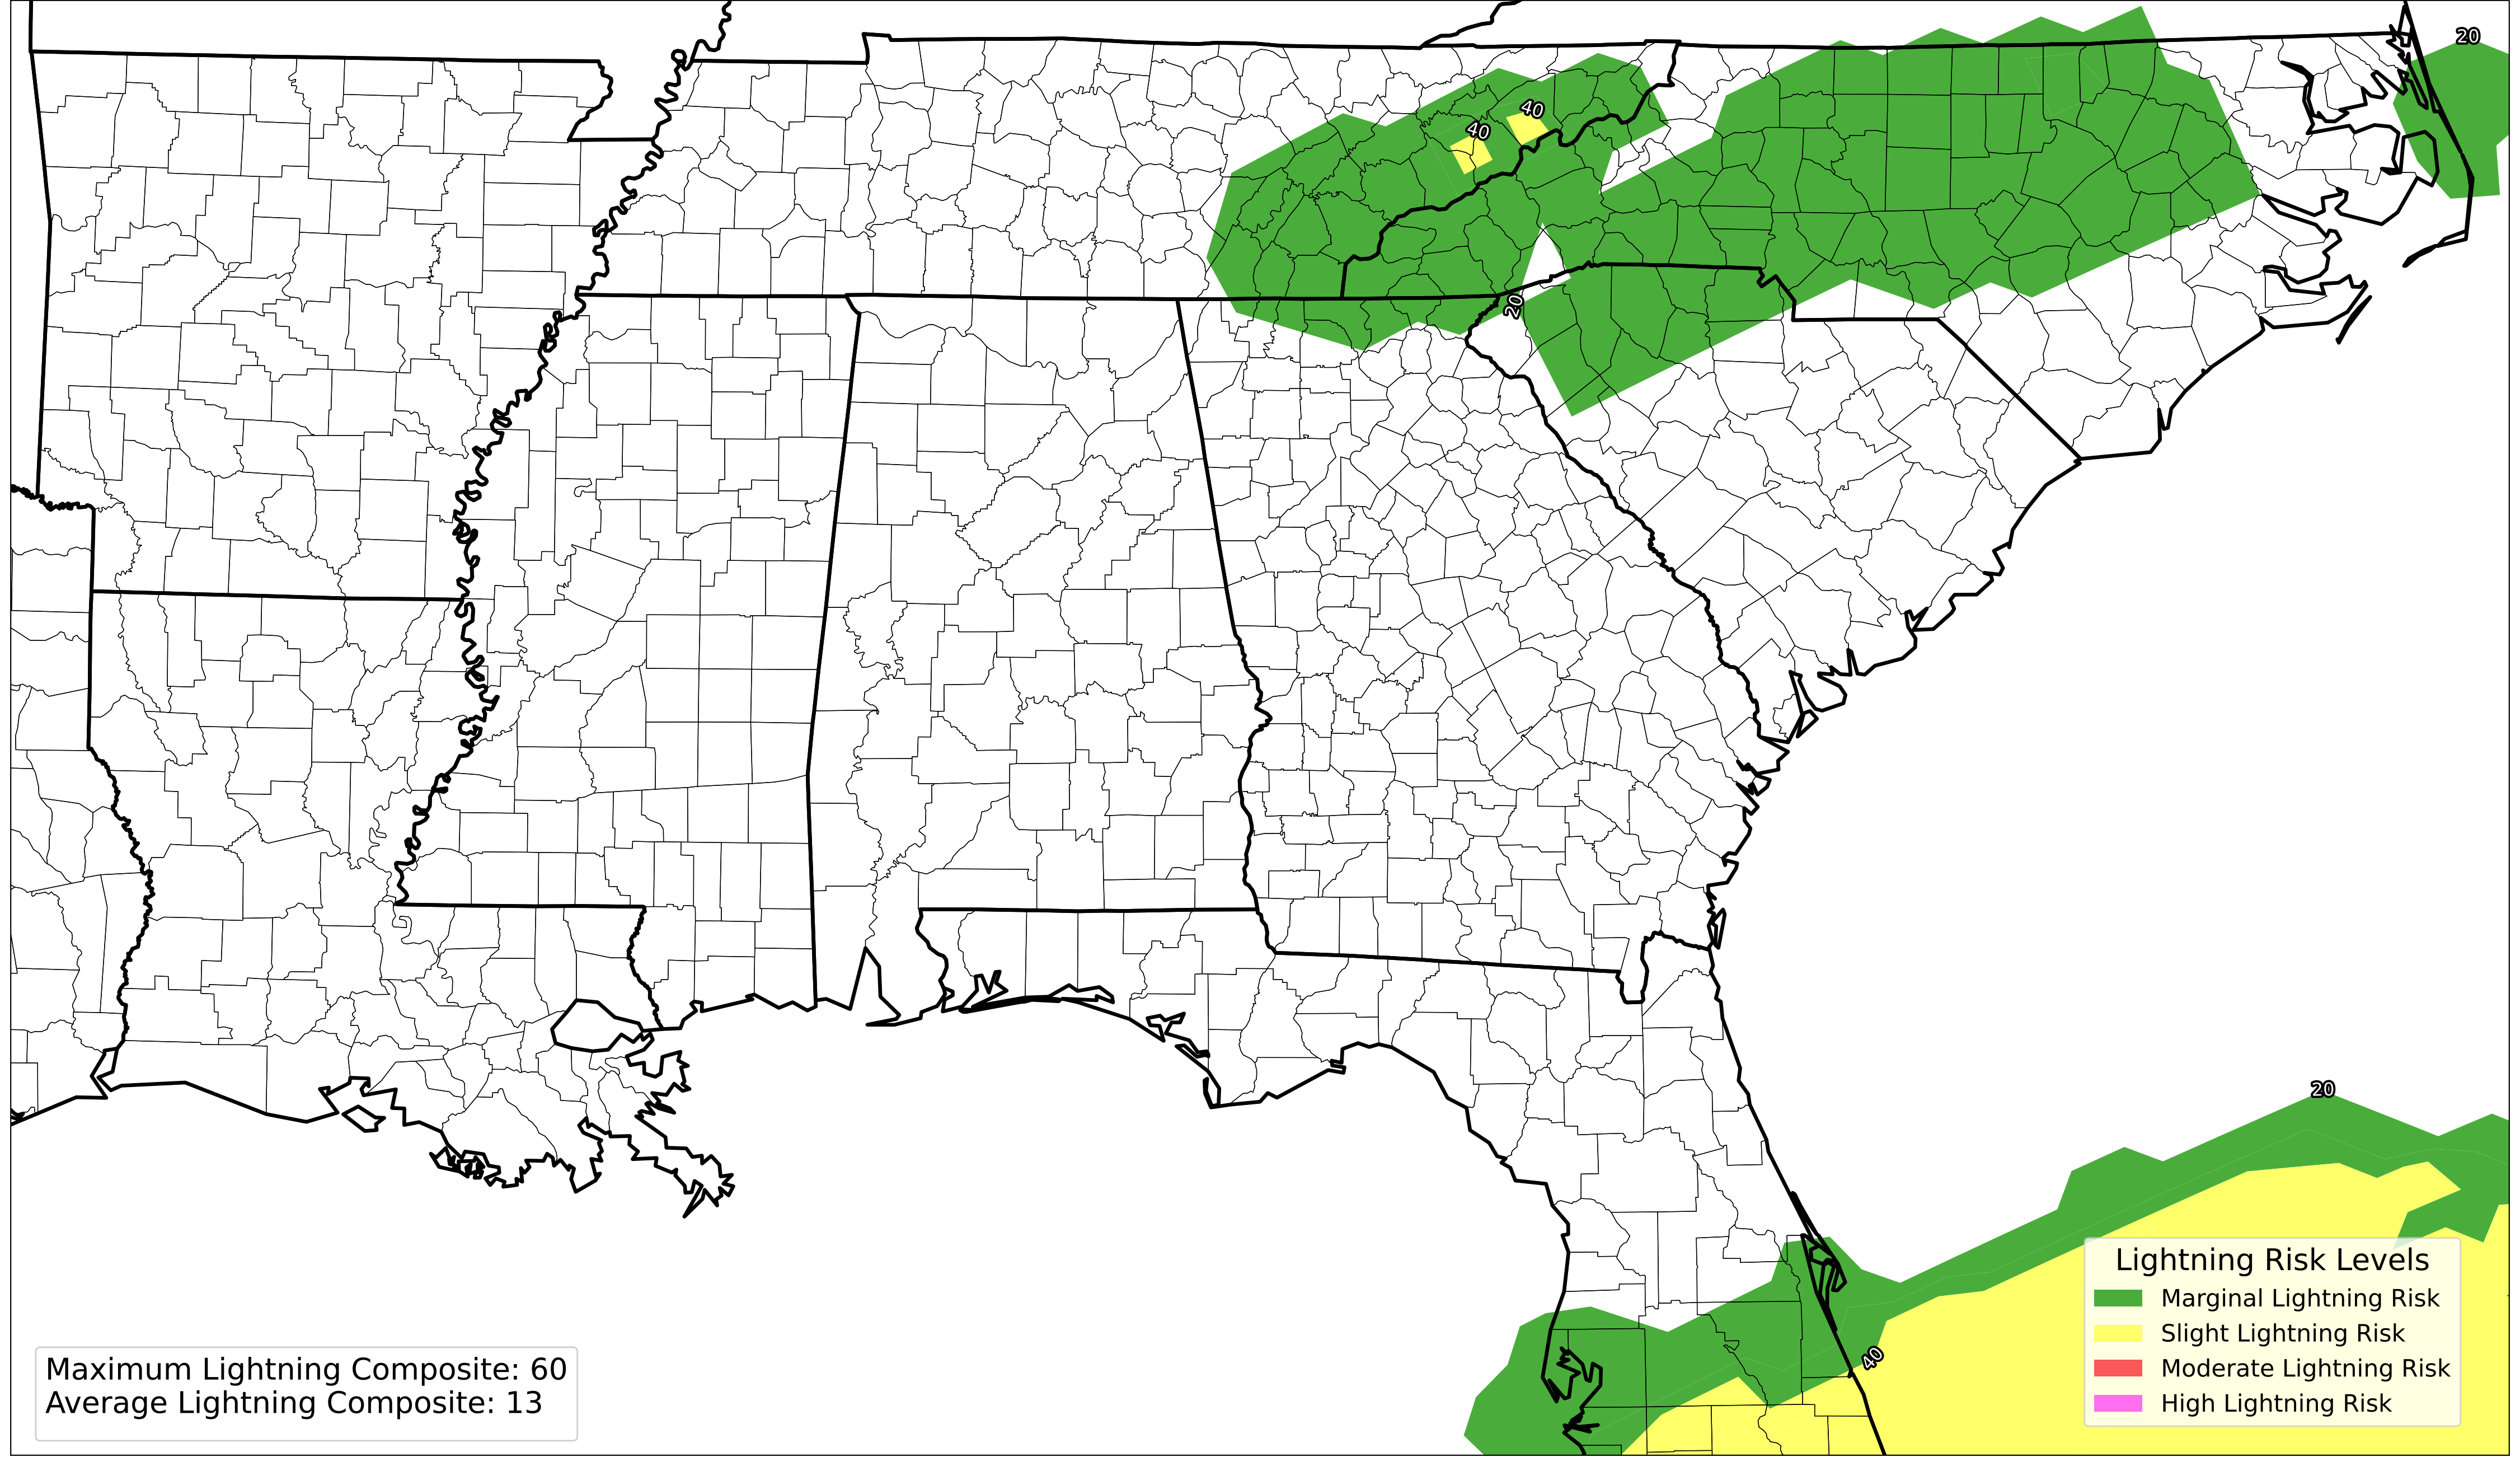 20
40
40
20
20
40
Lightning Risk Levels
Marginal Lightning Risk
Slight Lightning Risk
Moderate Lightning Risk
High Lightning Risk
Maximum Lightning Composite: 60
Average Lightning Composite: 13